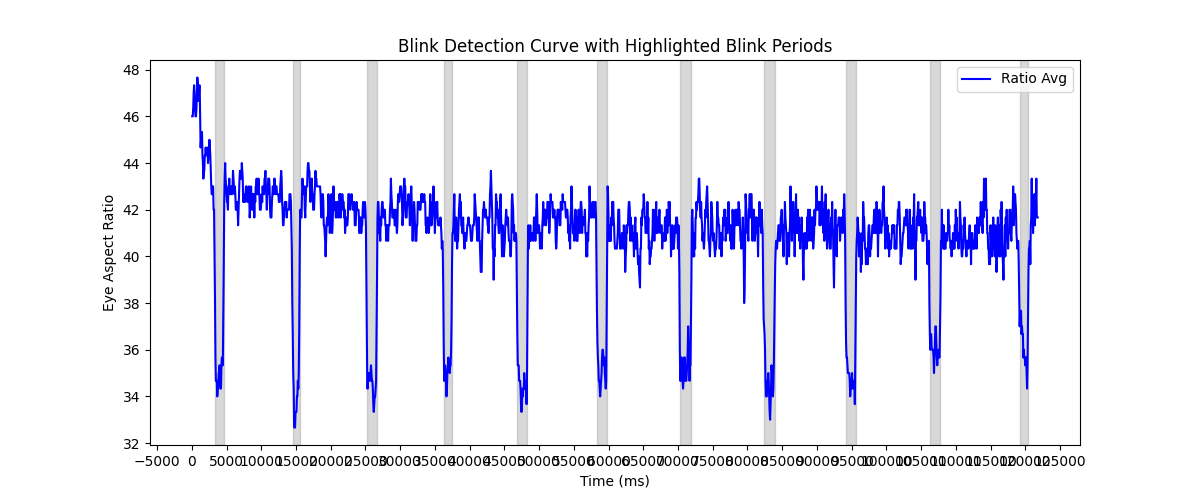 Blink Detection Curve with Highlighted Blink Periods
Ratio Avg
Eye Aspect Ratio
48
46
44
42
40
38
36
34
32
−5000 0 5000 10000 15000 20000 25000 30000 35000 40000 45000 50000 55000 60000 65000 70000 75000 80000 85000 90000 95000 100000 105000 110000 115000 120000 125000
Time (ms)